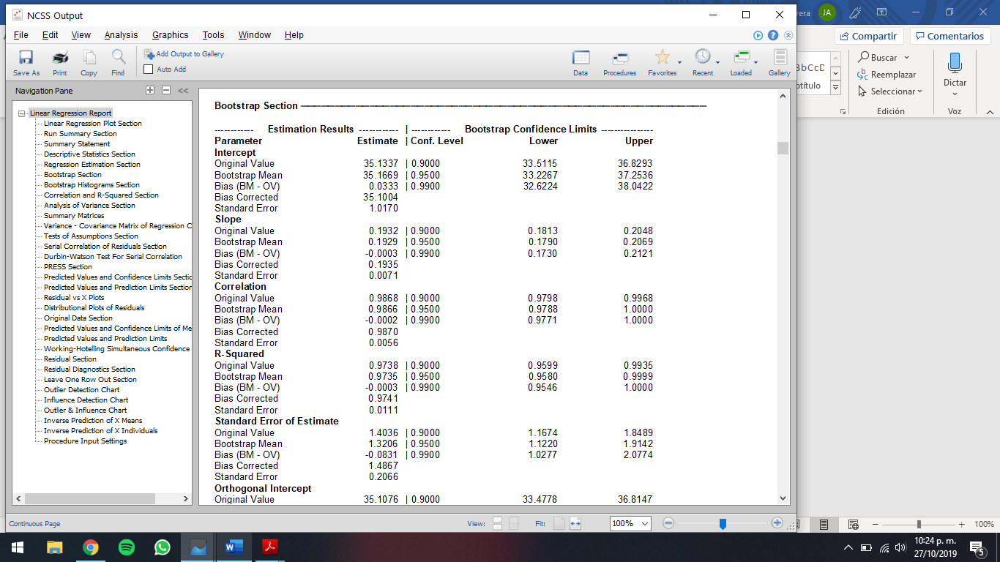 NCSS Output
rera JA
File Edit View Analysis Graphics Tools Window Help
Compartir Comentarios
Save As Print Copy Find
Add Output to Gallery
Auto Add
Data Procedures Favorites Recent Loaded Gallery
BbCcD
otítulo
Buscar
Reemplazar
Seleccionar
Edición
Dictar
Voz
Navigation Pane
Linear Regression Report
Linear Regression Plot Section
Run Summary Section
Summary Statement
Descriptive Statistics Section
Regression Estimation Section
Bootstrap Section
Bootstrap Histograms Section
Correlation and R-Squared Section
Analysis of Variance Section
Summary Matrices
Variance - Covariance Matrix of Regression C
Tests of Assumptions Section
Serial Correlation of Residuals Section
Durbin-Watson Test For Serial Correlation
PRESS Section
Predicted Values and Confidence Limits Sectio
Predicted Values and Prediction Limits Section
Residual vs X Plots
Distributional Plots of Residuals
Original Data Section
Predicted Values and Confidence Limits of Me
Predicted Values and Prediction Limits
Working-Hotelling Simultaneous Confidence
Residual Section
Residual Diagnostics Section
Leave One Row Out Section
Outlier Detection Chart
Influence Detection Chart
Outlier & Influence Chart
Inverse Prediction of X Means
Inverse Prediction of X Individuals
Procedure Input Settings
Bootstrap Section
------------ Estimation Results ------------ | ------------ Bootstrap Confidence Limits ----------------
Parameter Estimate | Conf. Level Lower Upper
Intercept
Original Value 35.1337 | 0.9000 33.5115 36.8293
Bootstrap Mean 35.1669 | 0.9500 33.2267 37.2536
Bias (BM - OV) 0.0333 | 0.9900 32.6224 38.0422
Bias Corrected 35.1004
Standard Error 1.0170
Slope
Original Value 0.1932 | 0.9000 0.1813 0.2048
Bootstrap Mean 0.1929 | 0.9500 0.1790 0.2069
Bias (BM - OV) -0.0003 | 0.9900 0.1730 0.2121
Bias Corrected 0.1935
Standard Error 0.0071
Correlation
Original Value 0.9868 | 0.9000 0.9798 0.9968
Bootstrap Mean 0.9866 | 0.9500 0.9788 1.0000
Bias (BM - OV) -0.0002 | 0.9900 0.9771 1.0000
Bias Corrected 0.9870
Standard Error 0.0056
R-Squared
Original Value 0.9738 | 0.9000 0.9599 0.9935
Bootstrap Mean 0.9735 | 0.9500 0.9580 0.9999
Bias (BM - OV) -0.0003 | 0.9900 0.9546 1.0000
Bias Corrected 0.9741
Standard Error 0.0111
Standard Error of Estimate
Original Value 1.4036 | 0.9000 1.1674 1.8489
Bootstrap Mean 1.3206 | 0.9500 1.1220 1.9142
Bias (BM - OV) -0.0831 | 0.9900 1.0277 2.0774
Bias Corrected 1.4867
Standard Error 0.2066
Orthogonal Intercept
Original Value 35.1076 | 0.9000 33.4778 36.8147
Continuous Page View: Fit: 100%
100%
10:24 p. m.
27/10/2019
5